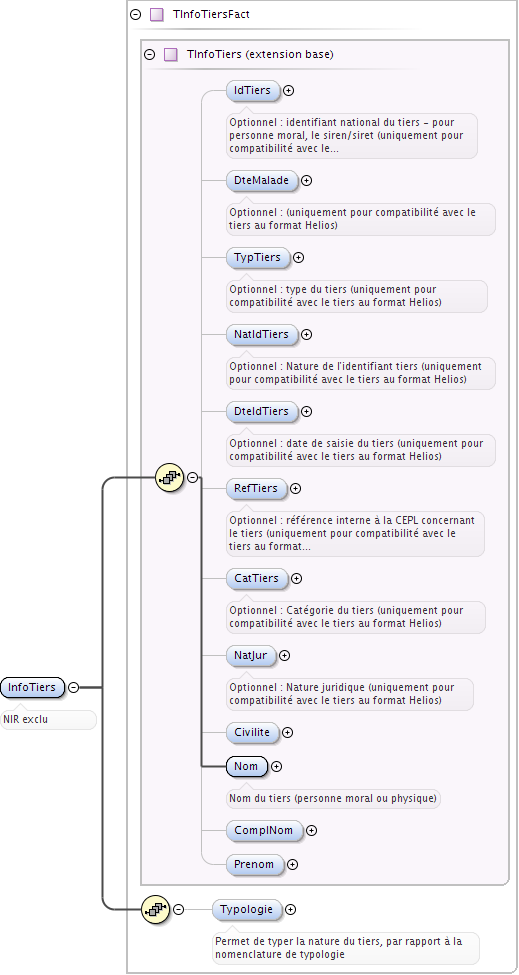 TInfoTiersFact
TInfoTiers (extension base)
IdTiers
Optionnel : identifiant national du tiers – pour
personne moral, le siren/siret (uniquement pour
compatibilité avec le...
DteMalade
Optionnel : (uniquement pour compatibilité avec le
tiers au format Helios)
TypTiers
Optionnel : type du tiers (uniquement pour
compatibilité avec le tiers au format Helios)
NatIdTiers
Optionnel : Nature de l'identifiant tiers (uniquement
pour compatibilité avec le tiers au format Helios)
DteIdTiers
Optionnel : date de saisie du tiers (uniquement pour
compatibilité avec le tiers au format Helios)
RefTiers
Optionnel : référence interne à la CEPL concernant
le tiers (uniquement pour compatibilité avec le
tiers au format...
CatTiers
Optionnel : Catégorie du tiers (uniquement pour
compatibilité avec le tiers au format Helios)
NatJur
Optionnel : Nature juridique (uniquement pour
compatibilité avec le tiers au format Helios)
InfoTiers
NIR exclu
Civilite
Nom
Nom du tiers (personne moral ou physique)
ComplNom
Prenom
Typologie
Permet de typer la nature du tiers, par rapport à la
nomenclature de typologie